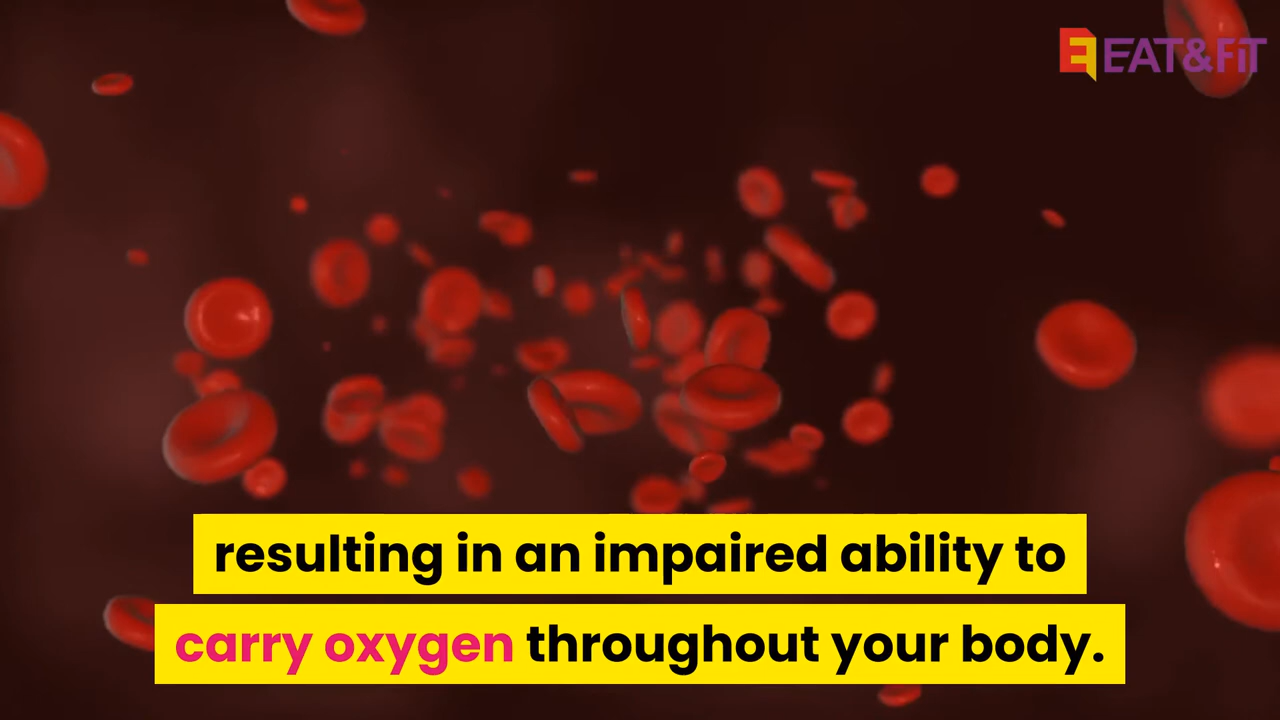 EAT&FiT
resulting in an impaired ability to
carry oxygen throughout your body.